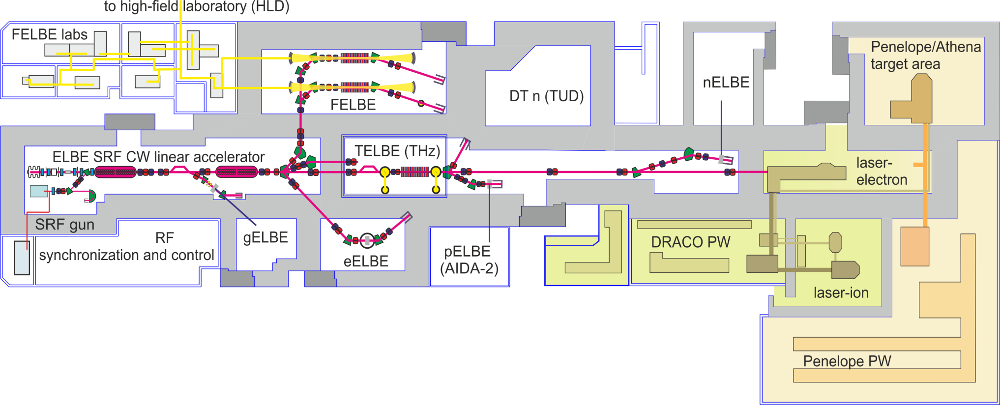 to high-field laboratory (HLD)
FELBE labs
Penelope/Athena
target area
nELBE
DT n (TUD)
FELBE
ELBE SRF CW linear accelerator
TELBE (THz)
laser-
electron
SRF gun
RF
synchronization and control
gELBE
eELBE
pELBE
(AIDA-2)
DRACO PW
laser-ion
Penelope PW